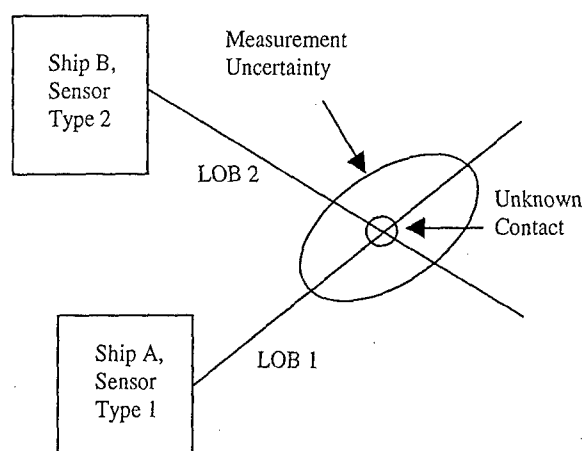 Ship B,
Sensor
Type 2
Measurement
Uncertainty
LOB 2
Unknown
Contact
Ship A,
Sensor
Type 1
LOB 1